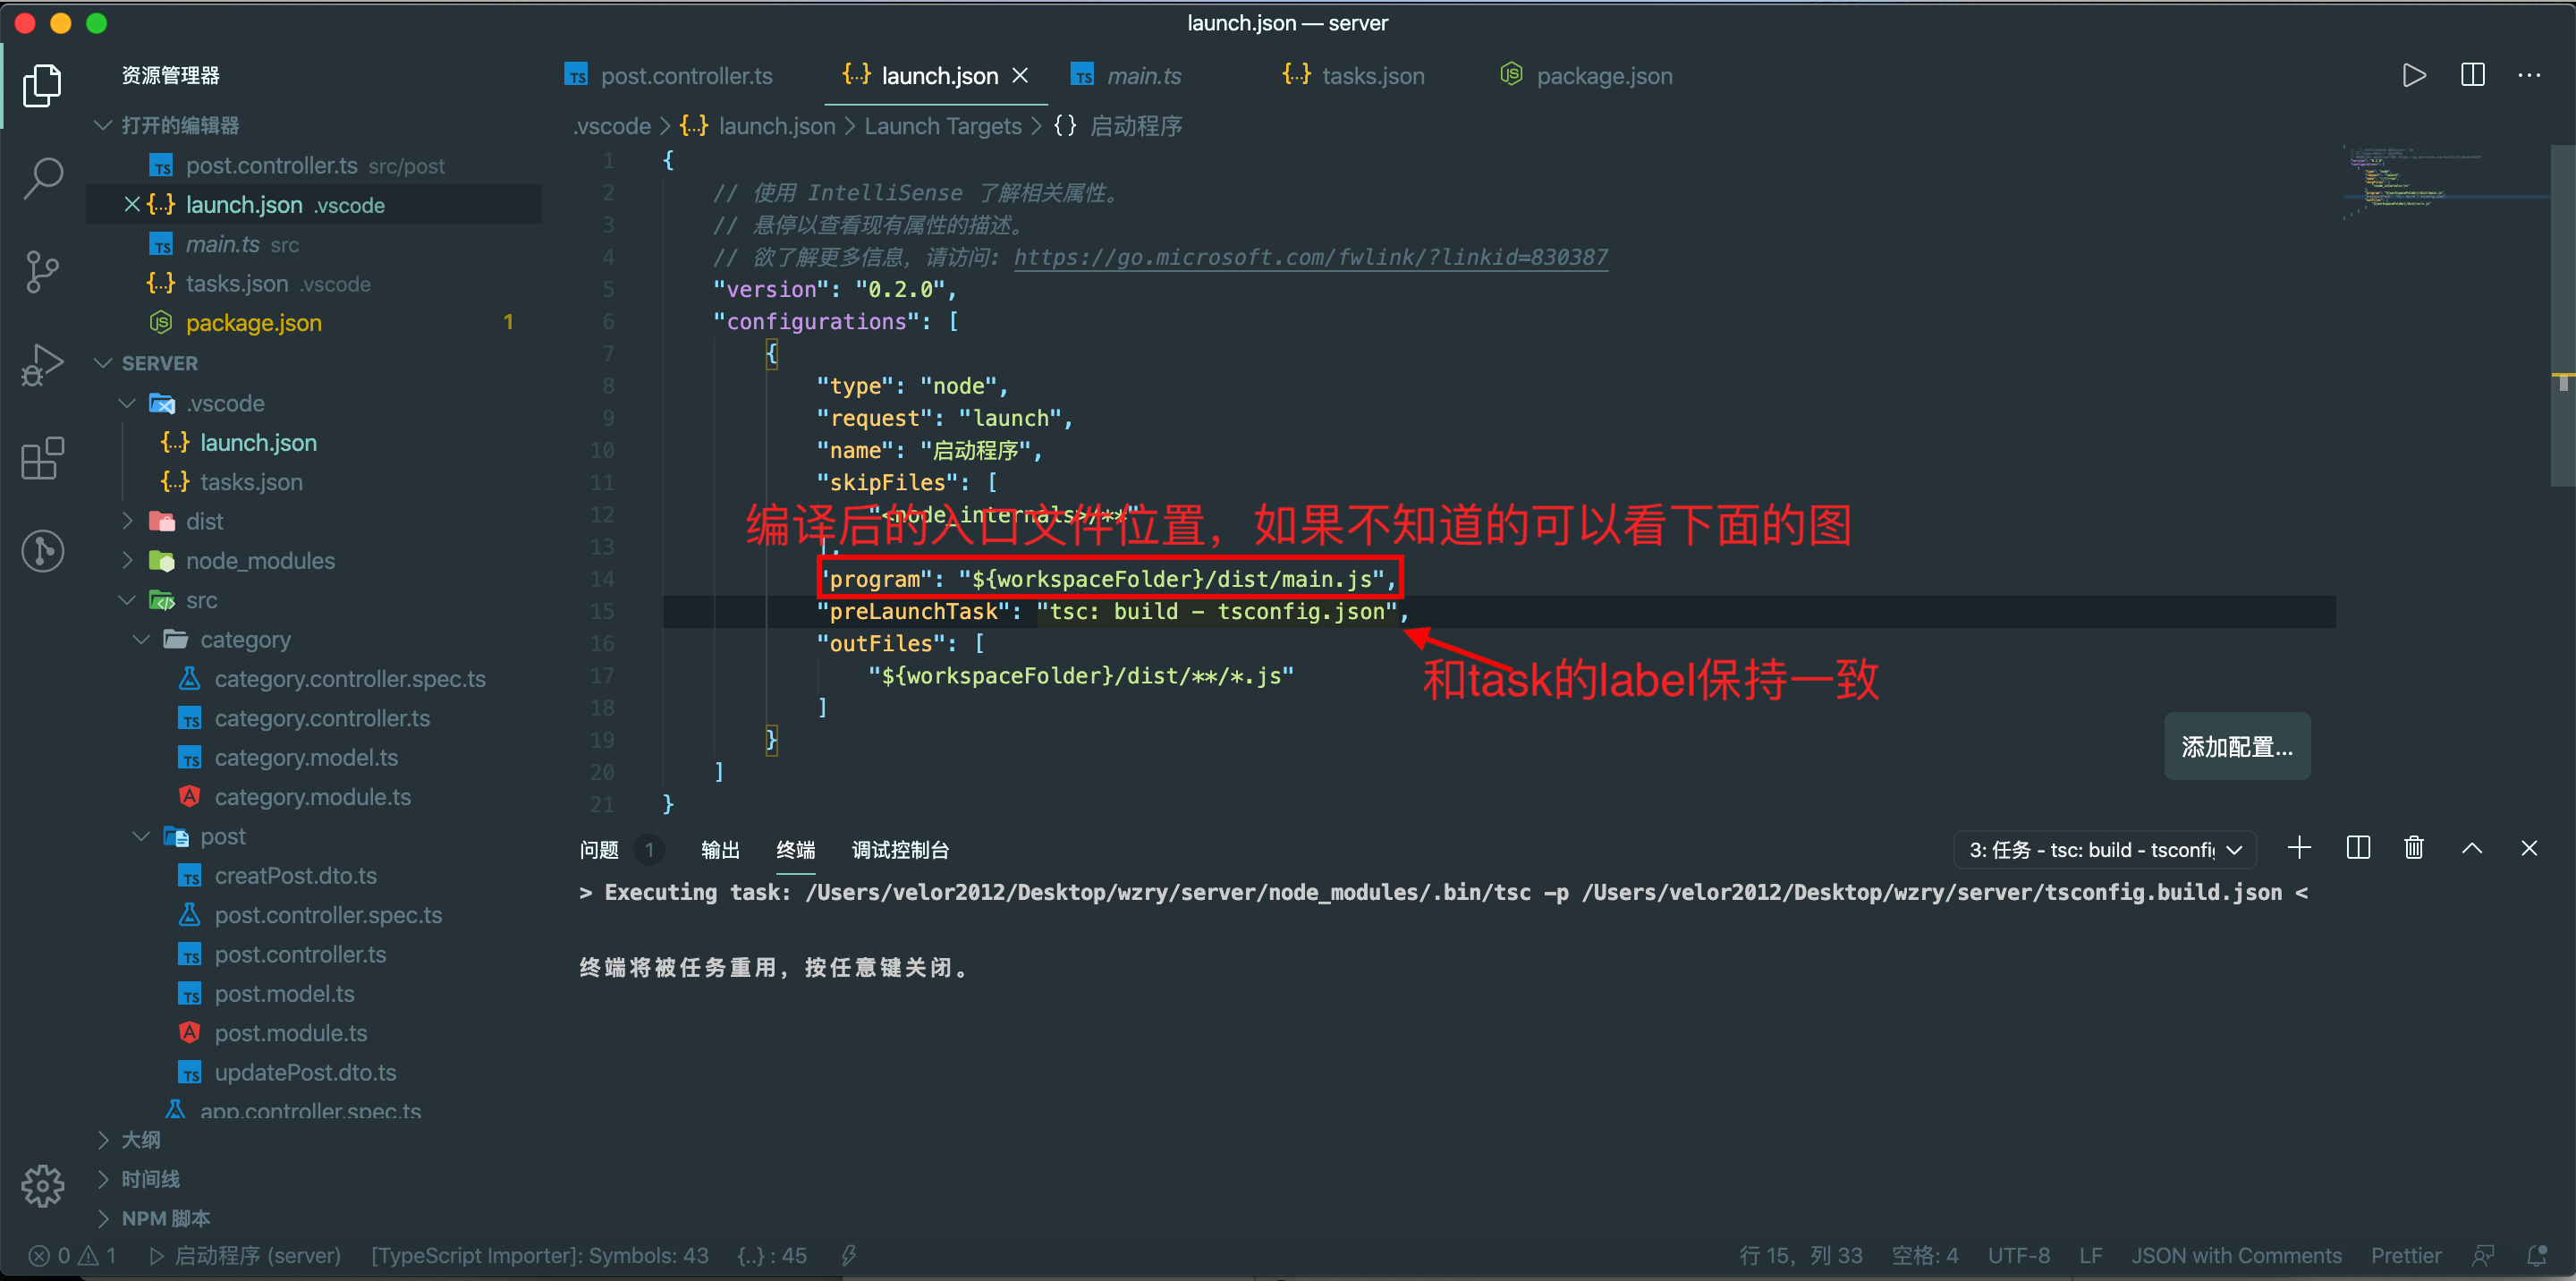 launch.json — server
资源管理器
打开的编辑器
TS post.controller.ts src/post
{..} launch.json .vscode
TS main.ts src
{..} tasks.json .vscode
JS package.json 1
SERVER
.vscode
{..} launch.json
{..} tasks.json
dist
node_modules
src
category
category.controller.spec.ts
TS category.controller.ts
TS category.model.ts
category.module.ts
post
TS creatPost.dto.ts
post.controller.spec.ts
TS post.controller.ts
TS post.model.ts
post.module.ts
TS updatePost.dto.ts
app.controller.spec.ts
大纲
时间线
NPM 脚本
TS post.controller.ts {..} launch.json TS main.ts {..} tasks.json JS package.json
.vscode > {..} launch.json > Launch Targets > {} 启动程序
1 {
2 // 使用 IntelliSense 了解相关属性。
3 // 悬停以查看现有属性的描述。
4 // 欲了解更多信息，请访问: https://go.microsoft.com/fwlink/?linkid=830387
5 "version": "0.2.0",
6 "configurations": [
7 {
8 "type": "node",
9 "request": "launch",
10 "name": "启动程序",
11 "skipFiles": [
12 "<node_internals>/**"
编译后的入口文件位置，如果不知道的可以看下面的图
13 ],
14 "program": "${workspaceFolder}/dist/main.js",
15 "preLaunchTask": "tsc: build - tsconfig.json",
16 "outFiles": [
17 "${workspaceFolder}/dist/**/*.js"
和task的label保持一致
18 ]
19 }
20 ]
21 }
添加配置...
问题 1 输出 终端 调试控制台 3: 任务 - tsc: build - tsconfi
> Executing task: /Users/velor2012/Desktop/wzry/server/node_modules/.bin/tsc -p /Users/velor2012/Desktop/wzry/server/tsconfig.build.json <
终端将被任务重用，按任意键关闭。
0 1 启动程序 (server) [TypeScript Importer]: Symbols: 43 {..} : 45 行 15，列 33 空格: 4 UTF-8 LF JSON with Comments Prettier